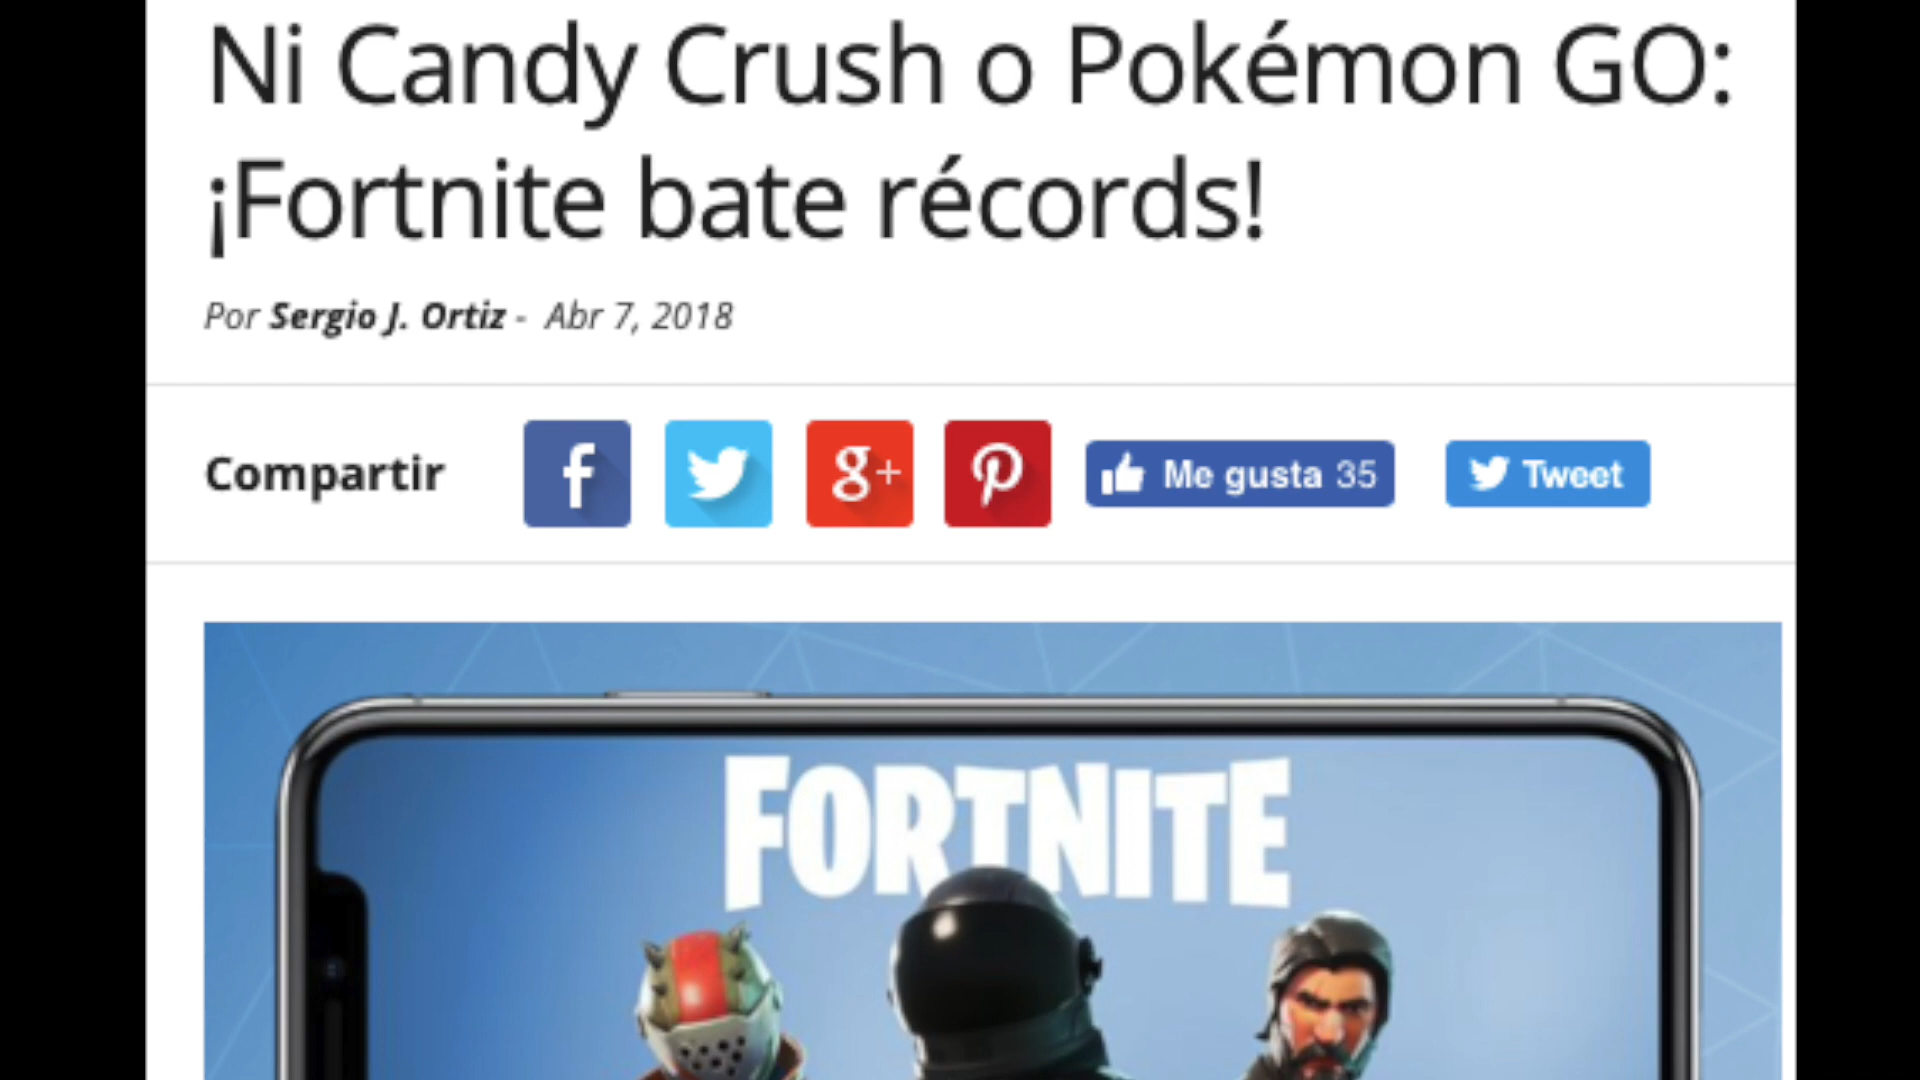 Ni Candy Crush o Pokémon GO:
¡Fortnite bate récords!
Por Sergio J. Ortiz - Abr 7, 2018
Compartir f g+ Me gusta 35 Tweet
FORTNITE